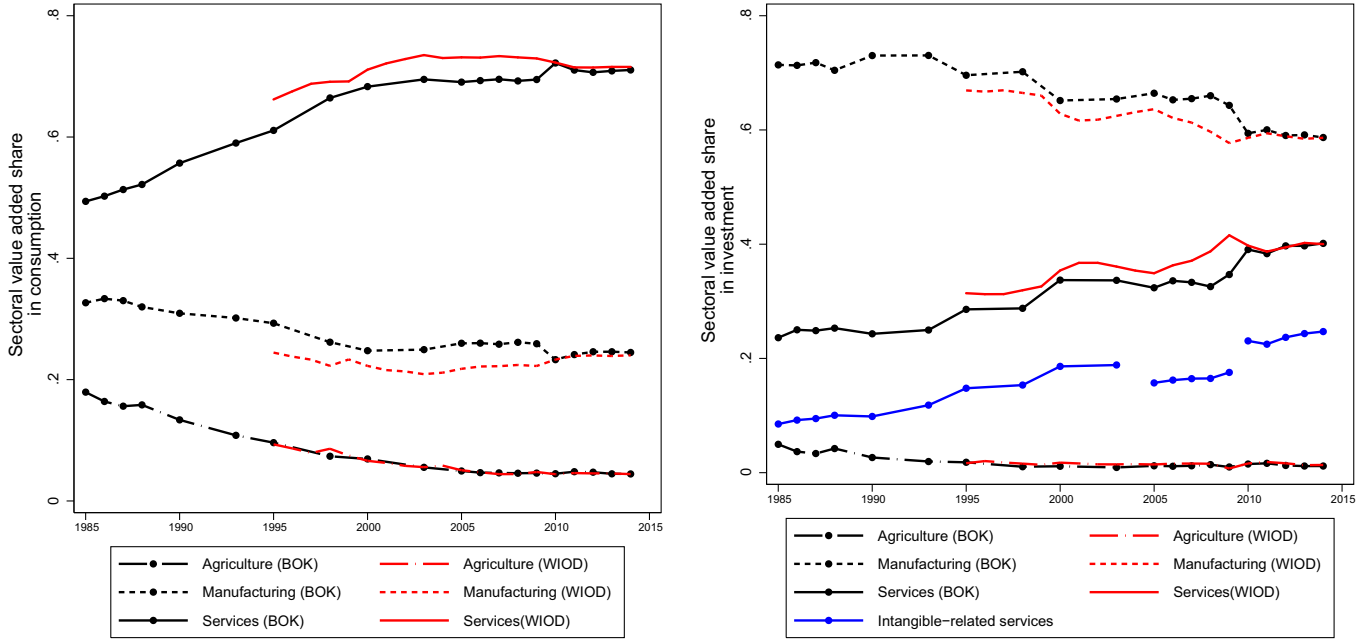 Sectoral value added share
in consumption
.8
.6
.4
.2
0
1985 1990 1995 2000 2005 2010 2015
Agriculture (BOK) Agriculture (WIOD)
Manufacturing (BOK) Manufacturing (WIOD)
Services (BOK) Services(WIOD)
Sectoral value added share
in investment
.8
.6
.4
.2
0
1985 1990 1995 2000 2005 2010 2015
Agriculture (BOK) Agriculture (WIOD)
Manufacturing (BOK) Manufacturing (WIOD)
Services (BOK) Services(WIOD)
Intangible−related services